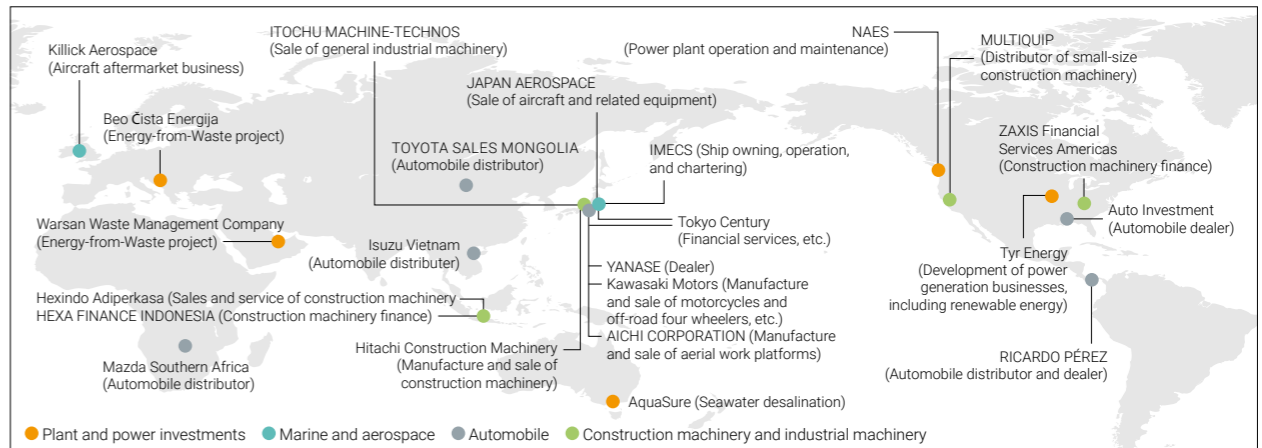 Killick Aerospace
(Aircraft aftermarket business)
Beo Čista Energija
(Energy-from-Waste project)
Warsan Waste Management Company
(Energy-from-Waste project)
ITOCHU MACHINE-TECHNOS
(Sale of general industrial machinery)
JAPAN AEROSPACE
(Sale of aircraft and related equipment)
TOYOTA SALES MONGOLIA
(Automobile distributor)
IMECS (Ship owning, operation,
and chartering)
Isuzu Vietnam
(Automobile distributer)
Tokyo Century
(Financial services, etc.)
YANASE (Dealer)
Kawasaki Motors (Manufacture
and sale of motorcycles and
off-road four wheelers, etc.)
AICHI CORPORATION (Manufacture
and sale of aerial work platforms)
Hexindo Adiperkasa (Sales and service of construction machinery
HEXA FINANCE INDONESIA (Construction machinery finance)
Hitachi Construction Machinery
(Manufacture and sale of
construction machinery)
Mazda Southern Africa
(Automobile distributor)
AquaSure (Seawater desalination)
NAES
(Power plant operation and maintenance)
MULTIQUIP
(Distributor of small-size
construction machinery)
ZAXIS Financial
Services Americas
(Construction machinery finance)
Auto Investment
(Automobile dealer)
Tyr Energy
(Development of power
generation businesses,
including renewable energy)
RICARDO PÉREZ
(Automobile distributor and dealer)
Plant and power investments
Marine and aerospace
Automobile
Construction machinery and industrial machinery